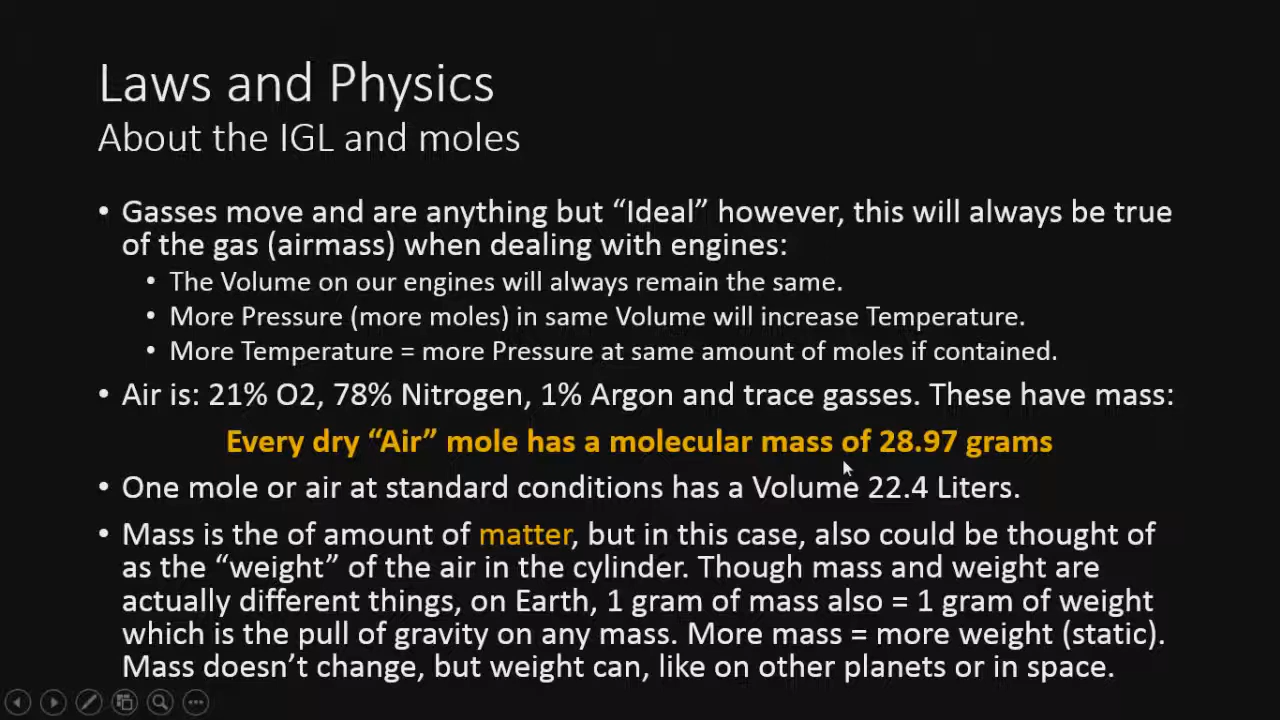 Laws and Physics
About the IGL and moles
• Gasses move and are anything but “Ideal” however, this will always be true
of the gas (airmass) when dealing with engines:
• The Volume on our engines will always remain the same.
• More Pressure (more moles) in same Volume will increase Temperature.
• More Temperature = more Pressure at same amount of moles if contained.
• Air is: 21% O2, 78% Nitrogen, 1% Argon and trace gasses. These have mass:
Every dry “Air” mole has a molecular mass of 28.97 grams
• One mole or air at standard conditions has a Volume 22.4 Liters.
• Mass is the of amount of matter, but in this case, also could be thought of
as the “weight” of the air in the cylinder. Though mass and weight are
actually different things, on Earth, 1 gram of mass also = 1 gram of weight
which is the pull of gravity on any mass. More mass = more weight (static).
Mass doesn’t change, but weight can, like on other planets or in space.